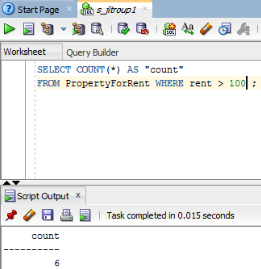 Start Page
s_jltroup1
Worksheet Query Builder
SELECT COUNT(*) AS "count"
FROM PropertyForRent WHERE rent > 100 ;
Script Output
Task completed in 0.015 seconds
count
----------
6